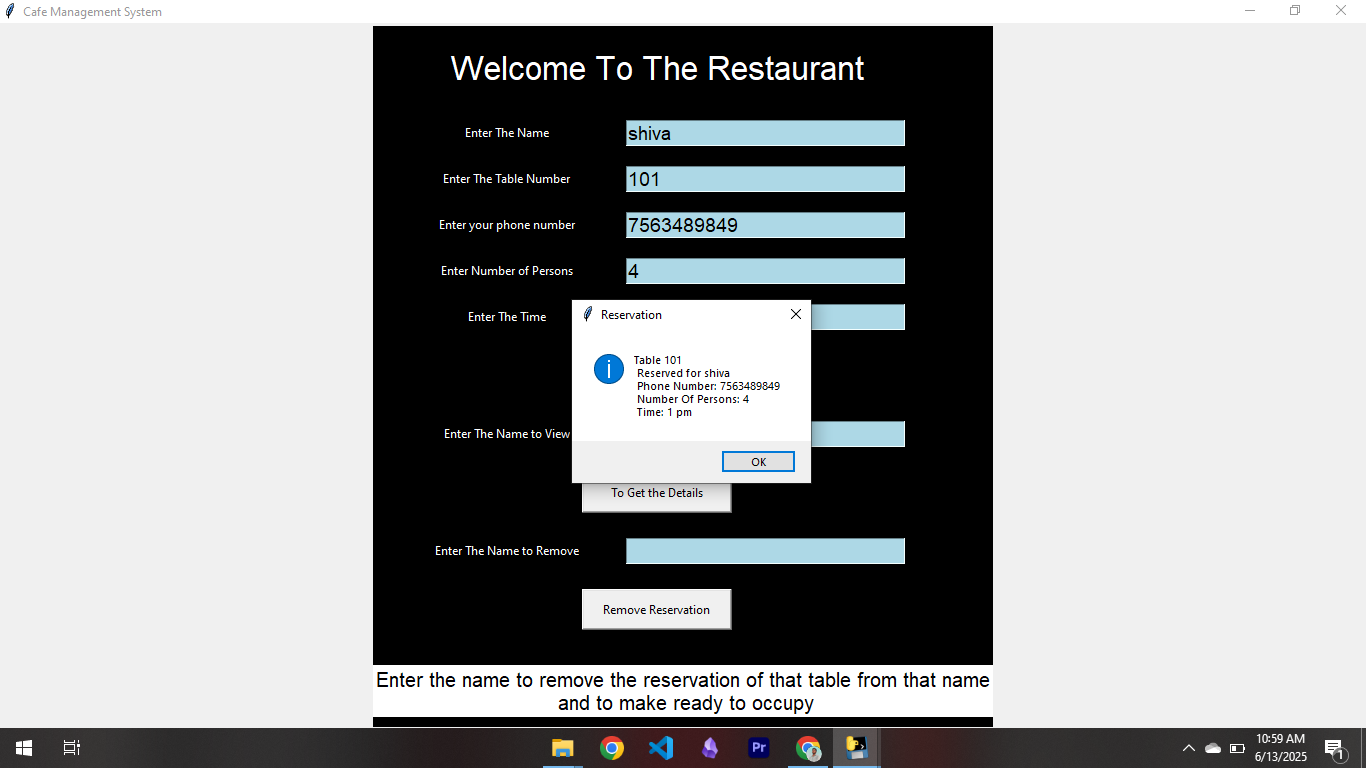 Cafe Management System
Welcome To The Restaurant
Enter The Name
shiva
Enter The Table Number
101
Enter your phone number
7563489849
Enter Number of Persons
4
Enter The Time
Reservation
Table 101
Reserved for shiva
Phone Number: 7563489849
Number Of Persons: 4
Time: 1 pm
OK
Enter The Name to View
To Get the Details
Enter The Name to Remove
Remove Reservation
Enter the name to remove the reservation of that table from that name
and to make ready to occupy
Pr
10:59 AM
6/13/2025
1